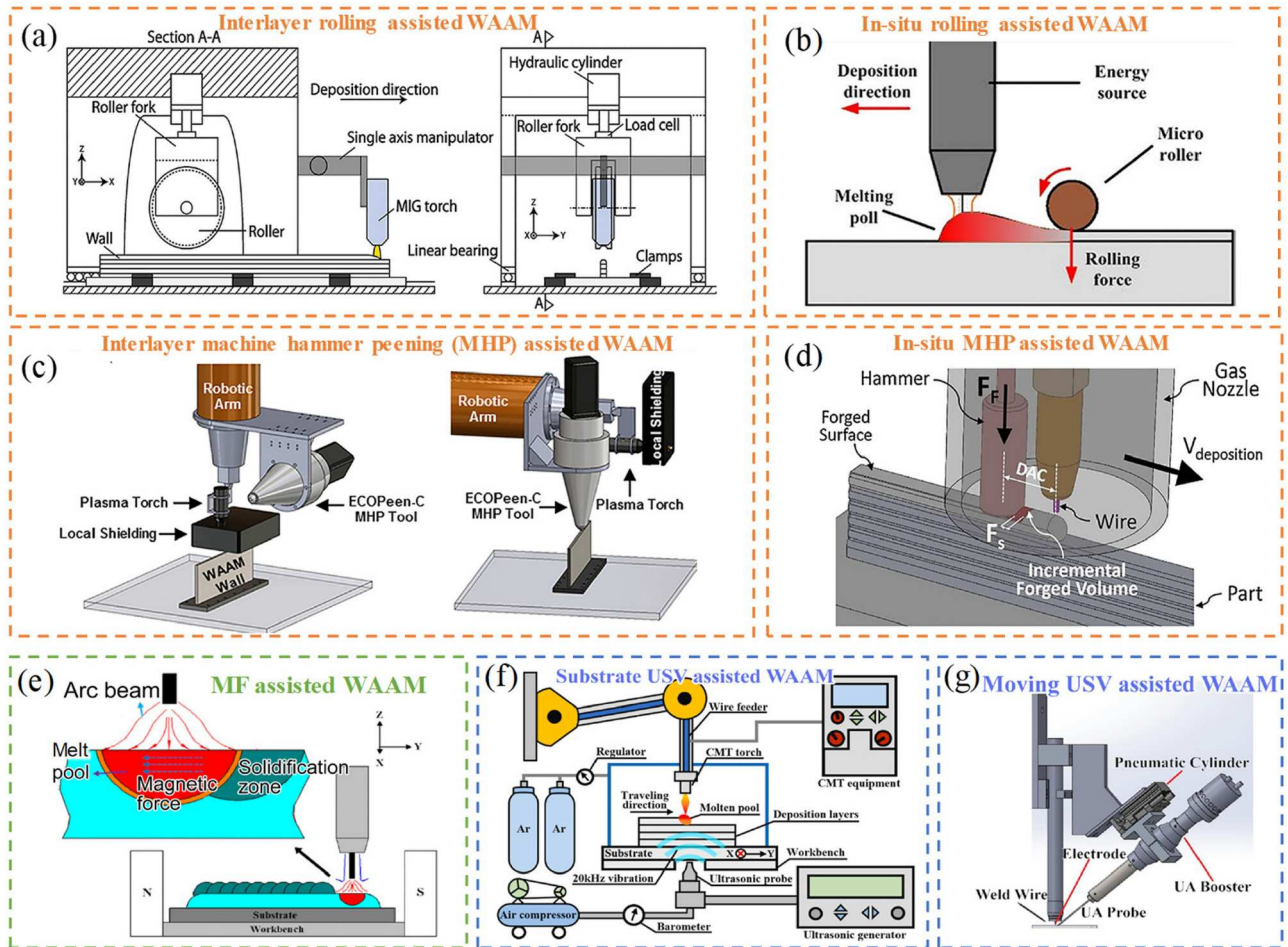 Interlayer rolling assisted WAAM
(a)
Section A-A
A
Hydraulic cylinder
Deposition direction
Roller fork
Single axis manipulator
Roller fork
Load cell
Z
Y
X
MIG torch
Z
X
Y
Wall
Roller
Linear bearing
Clamps
A
In-situ rolling assisted WAAM
(b)
Deposition
direction
Energy
source
Micro
roller
Melting
poll
Rolling
force
Interlayer machine hammer peening (MHP) assisted WAAM
(c)
Robotic
Arm
Plasma Torch
ECOPeen-C
MHP Tool
Local Shielding
WAAM
Wall
Robotic
Arm
Local Shielding
ECOPeen-C
MHP Tool
Plasma Torch
In-situ MHP assisted WAAM
(d)
Hammer
FF
Gas
Nozzle
Forged
Surface
Vdeposition
DAC
Wire
FS
Incremental
Forged Volume
Part
(e)
MF assisted WAAM
Arc beam
Z
Y
X
Melt
pool
Magnetic
force
Solidification
zone
N
S
Substrate
Workbench
(f)
Substrate USV assisted WAAM
Wire feeder
Regulator
CMT torch
CMT equipment
Traveling
direction
Molten pool
Ar
Ar
Deposition layers
Substrate
X
Y
Workbench
20kHz vibration
Ultrasonic probe
Air compressor
Barometer
Ultrasonic generator
(g)
Moving USV assisted WAAM
Pneumatic Cylinder
Electrode
Weld Wire
UA Booster
UA Probe